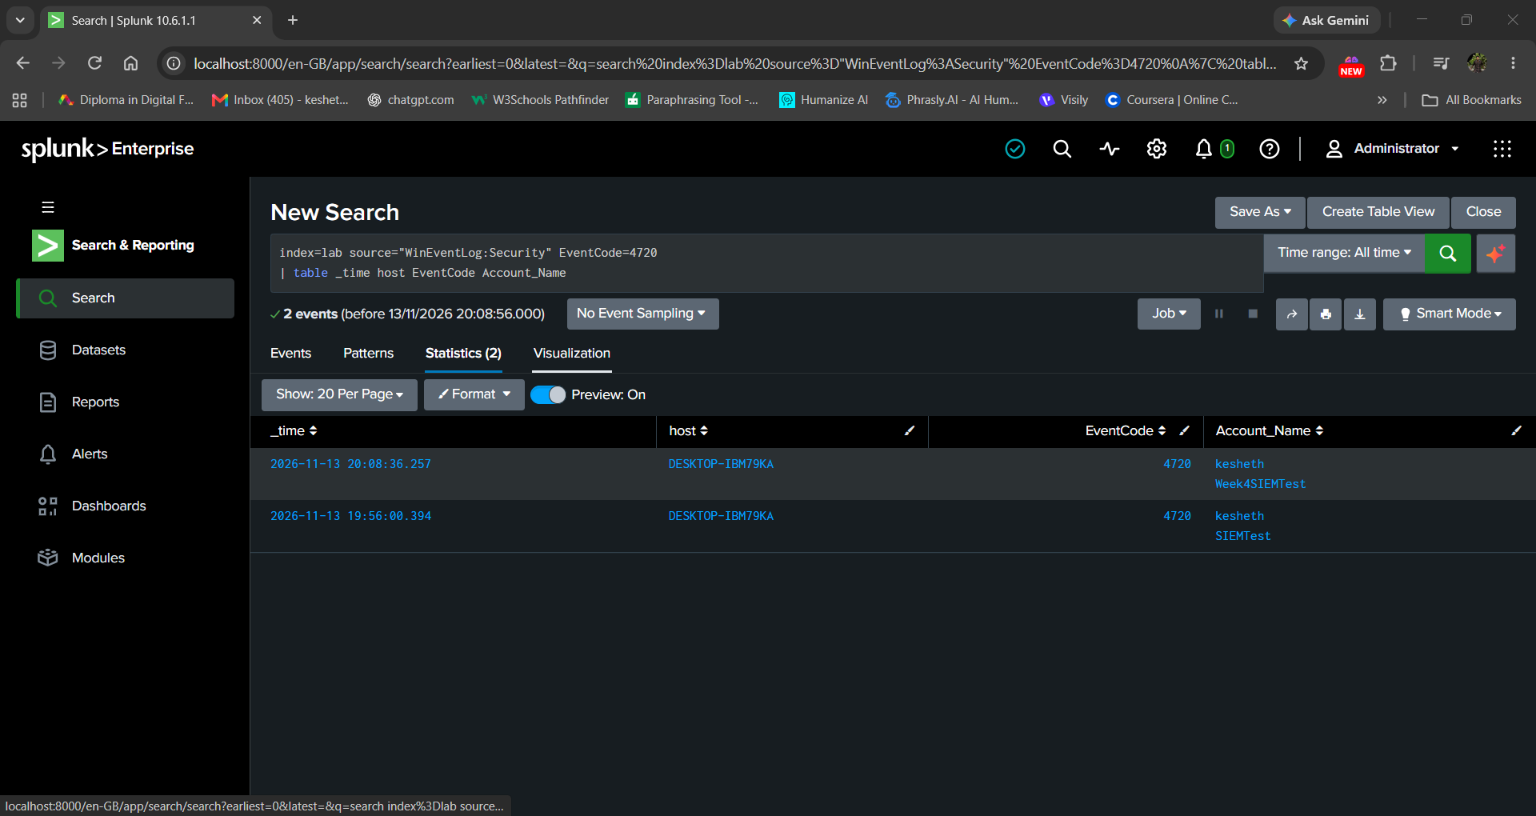 Search | Splunk 10.6.1.1
Ask Gemini
localhost:8000/en-GB/app/search/search?earliest=0&latest=&q=search%20index%3Dlab%20source%3D"WinEventLog%3ASecurity"%20EventCode%3D4720%0A%7C%20tabl...
NEW
Diploma in Digital F...
Inbox (405) - keshet...
chatgpt.com
W3Schools Pathfinder
Paraphrasing Tool -...
Humanize AI
Phrasly.AI - AI Hum...
Visily
Coursera | Online C...
All Bookmarks
splunk> Enterprise
1
Administrator
Search & Reporting
Search
Datasets
Reports
Alerts
Dashboards
Modules
New Search
Save As
Create Table View
Close
index=lab source="WinEventLog:Security" EventCode=4720
| table _time host EventCode Account_Name
Time range: All time
2 events (before 13/11/2026 20:08:56.000)
No Event Sampling
Job
Smart Mode
Events
Patterns
Statistics (2)
Visualization
Show: 20 Per Page
Format
Preview: On
_time host EventCode Account_Name
2026-11-13 20:08:36.257 DESKTOP-IBM79KA 4720 kesheth
Week4SIEMTest
2026-11-13 19:56:00.394 DESKTOP-IBM79KA 4720 kesheth
SIEMTest
localhost:8000/en-GB/app/search/search?earliest=0&latest=&q=search index%3Dlab source...